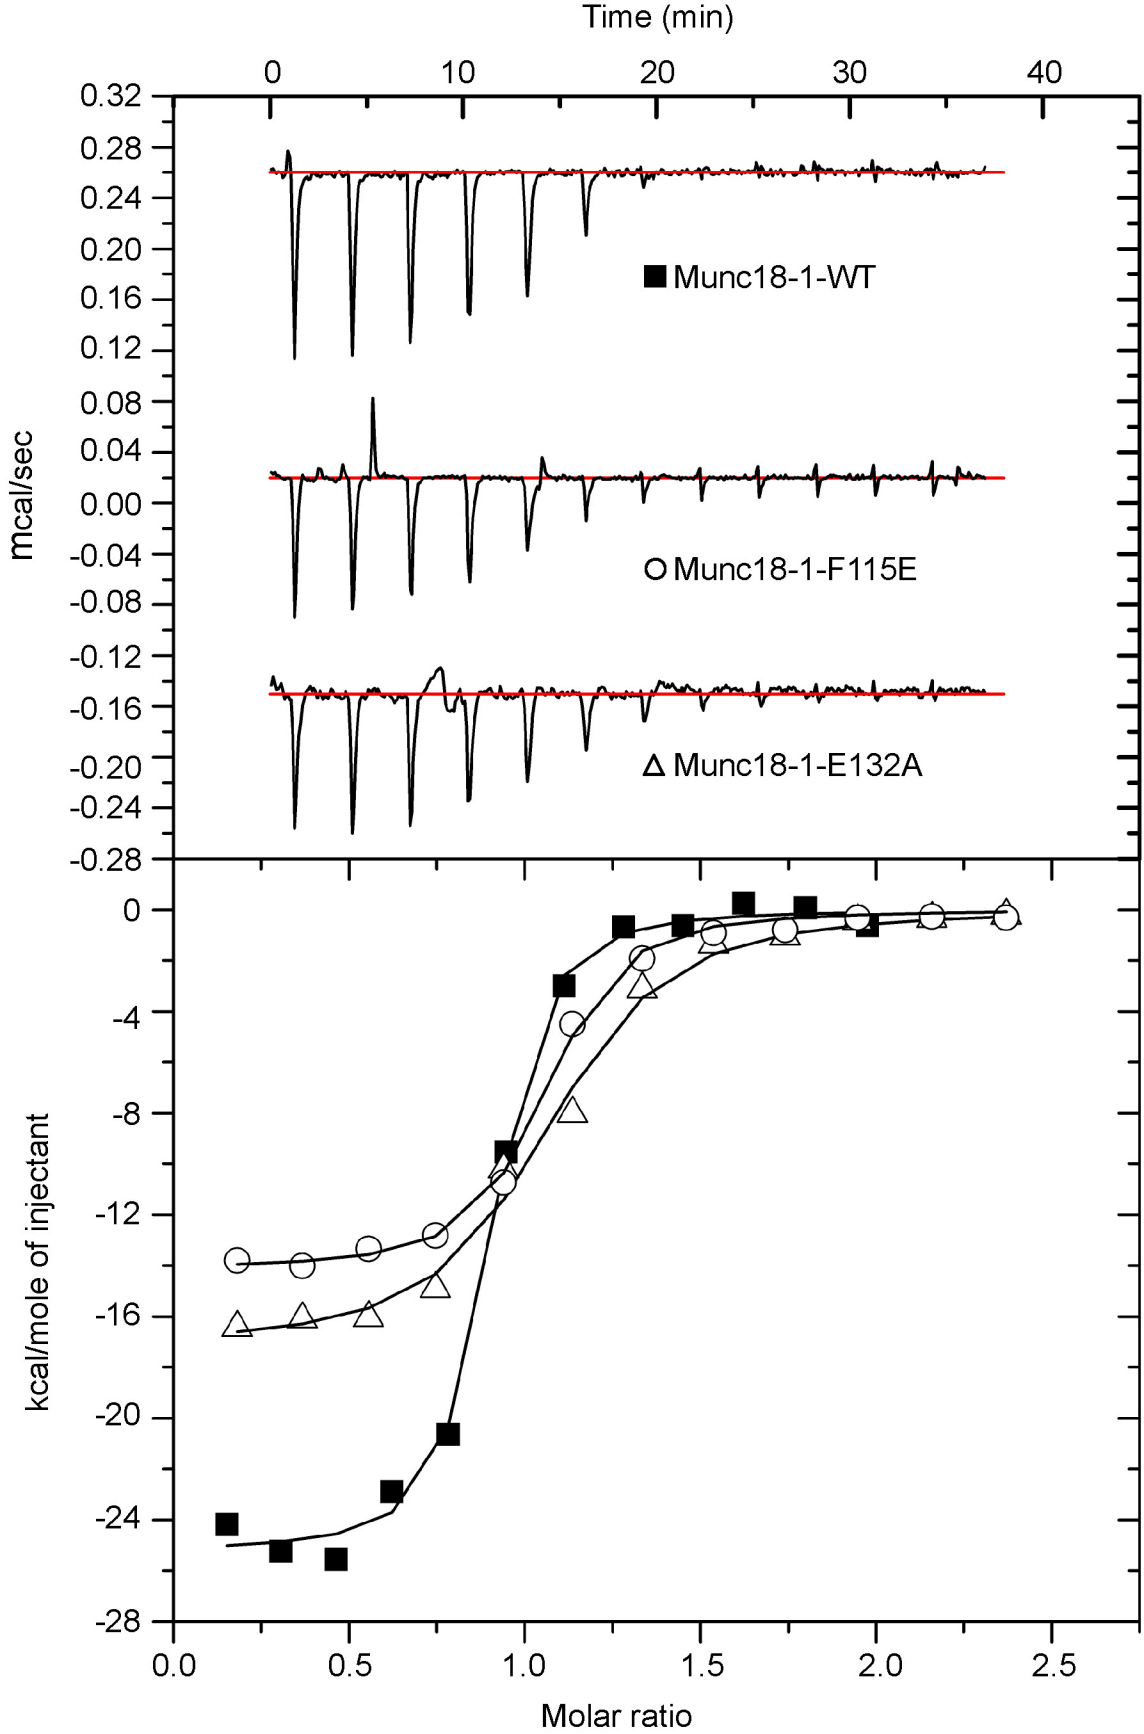 Time (min)
0 10 20 30 40
0.32
0.28
0.24
0.20
0.16
0.12
0.08
0.04
0.00
-0.04
-0.08
-0.12
-0.16
-0.20
-0.24
-0.28
mcal/sec
Munc18-1-WT
Munc18-1-F115E
Munc18-1-E132A
0
-4
-8
-12
-16
-20
-24
-28
kcal/mole of injectant
0.0 0.5 1.0 1.5 2.0 2.5
Molar ratio